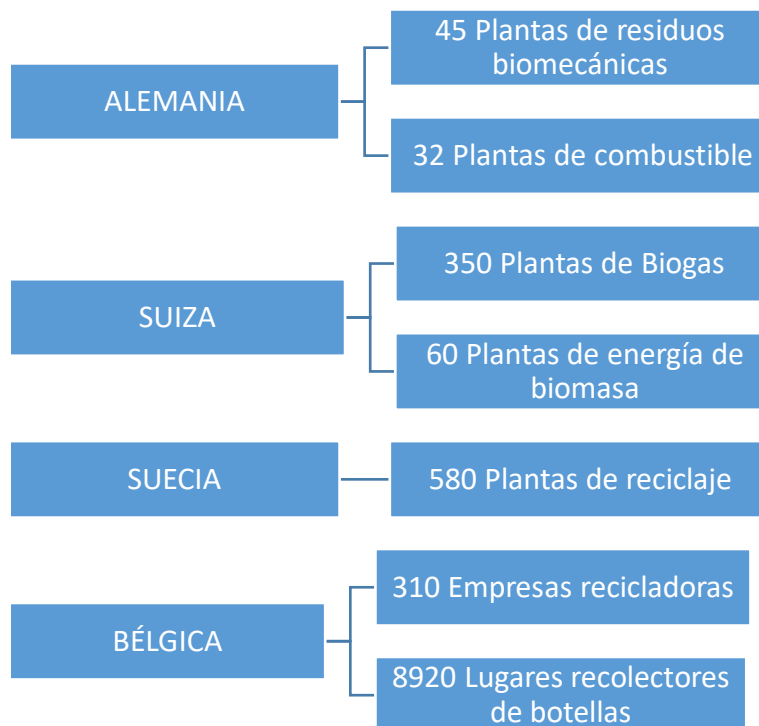 ALEMANIA
45 Plantas de residuos
biomecánicas
32 Plantas de combustible
SUIZA
350 Plantas de Biogas
60 Plantas de energía de
biomasa
SUECIA
580 Plantas de reciclaje
BÉLGICA
310 Empresas recicladoras
8920 Lugares recolectores
de botellas